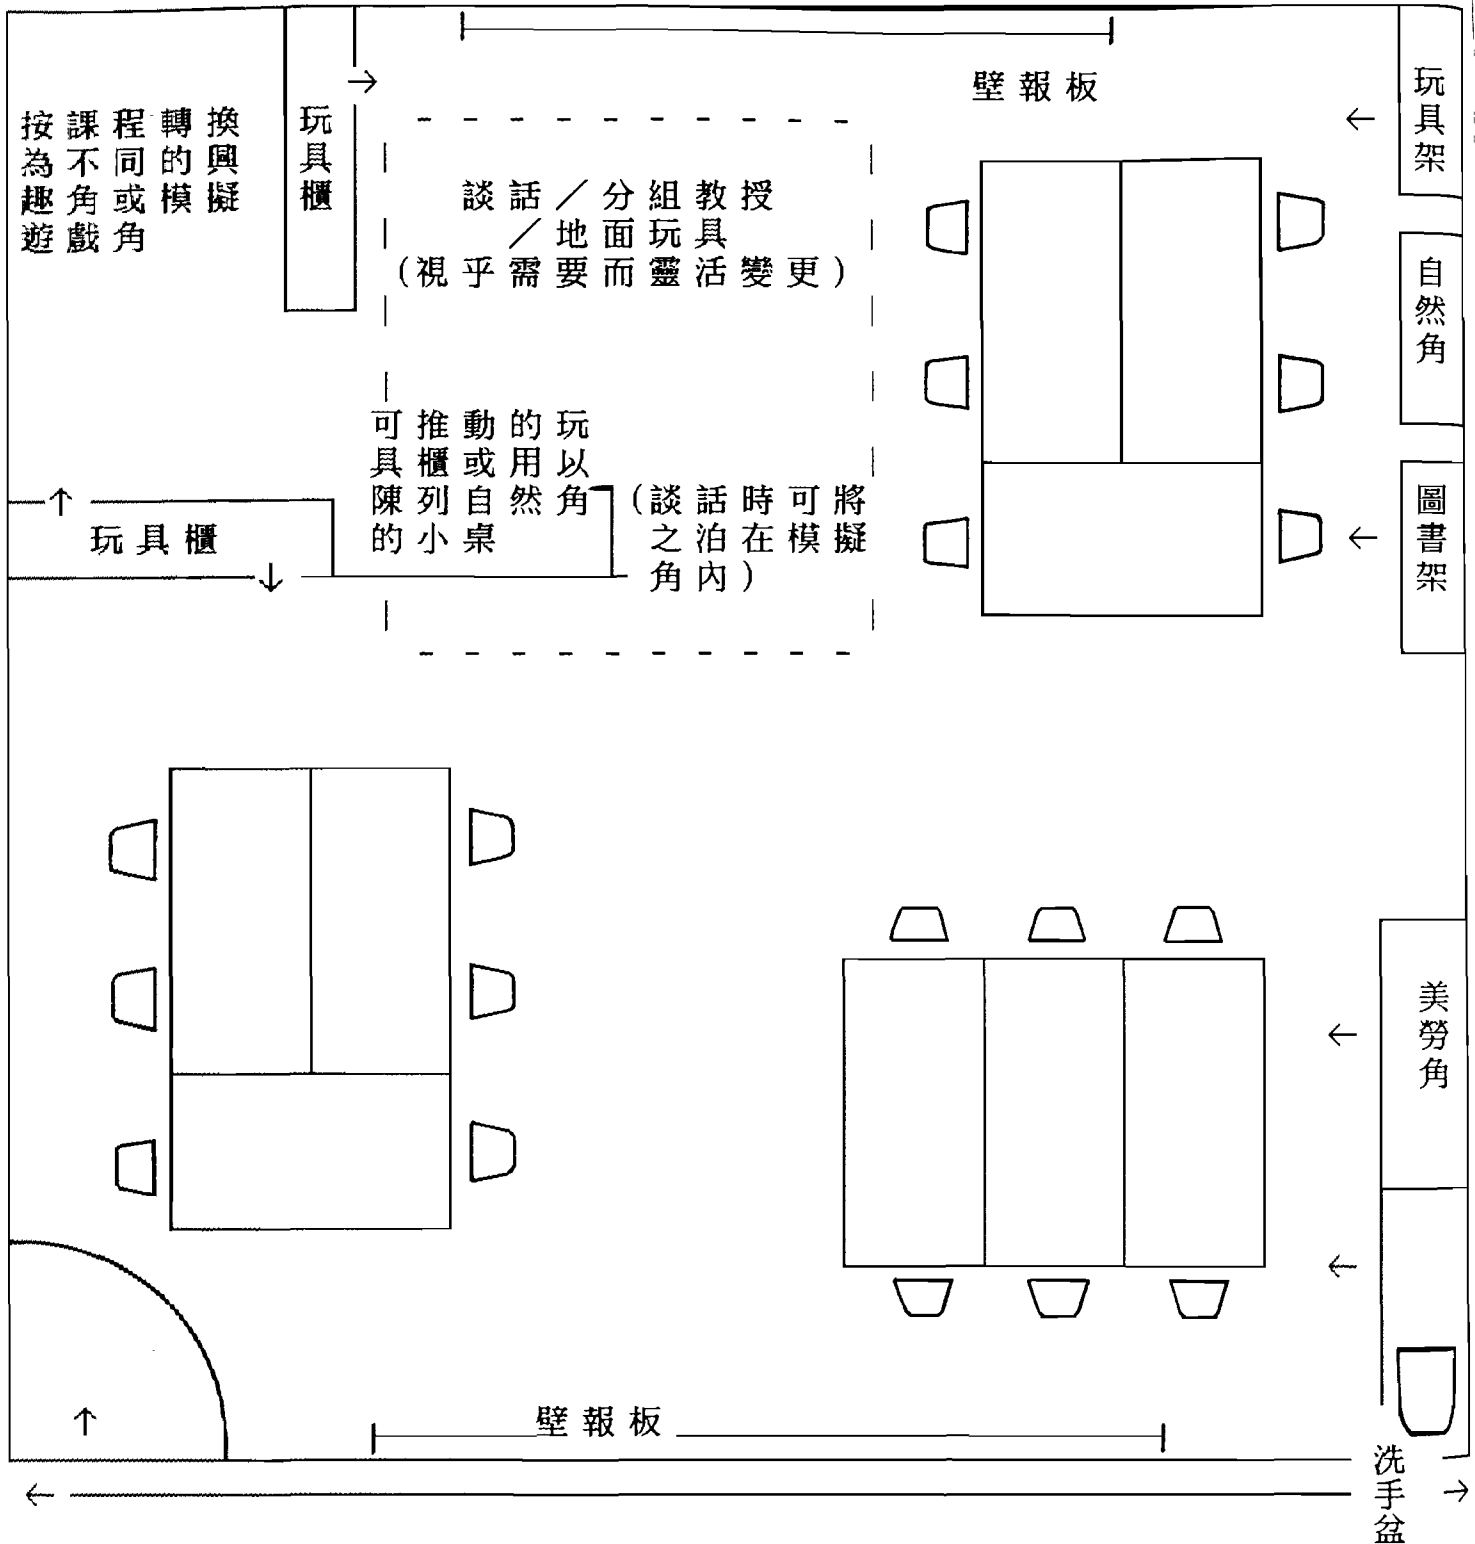 壁報板
玩具架
自然角
圖書架
玩具櫃
按課程轉換
為不同的興
趣角或模擬
遊戲角
談話／分組教授
／地面玩具
(視乎需要而靈活變更)
可推動的玩
具櫃或用以
陳列自然角
的小桌
(談話時可將
之泊在模擬
角內)
玩具櫃
美勞角
壁報板
洗手盆